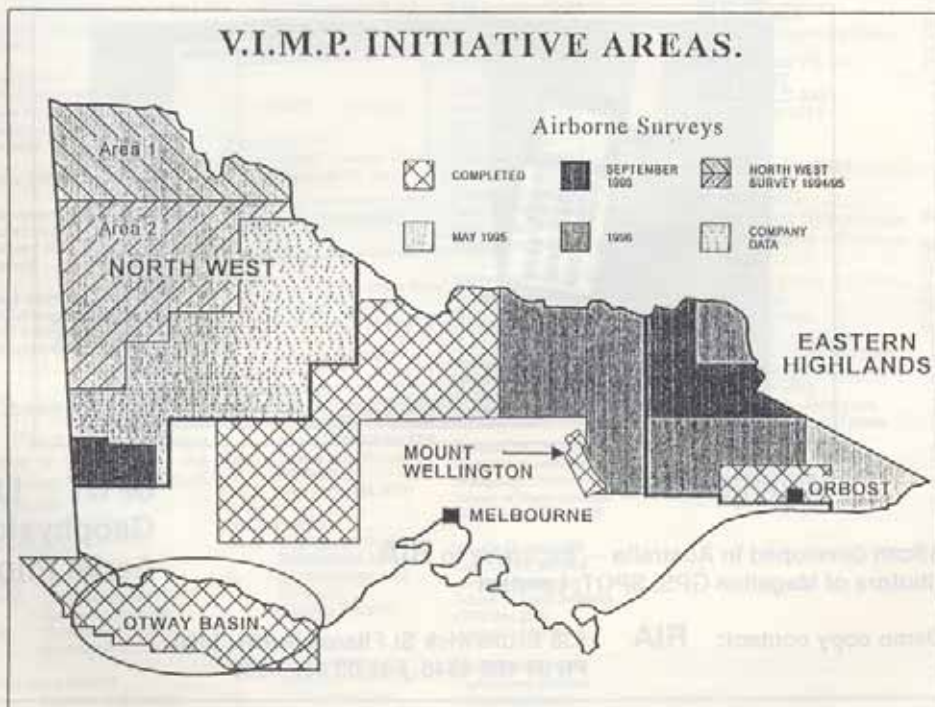 V.I.M.P. INITIATIVE AREAS.
Airborne Surveys
COMPLETED
SEPTEMBER
1995
NORTH WEST
SURVEY 1994/95
MAY 1995
1996
COMPANY
DATA
Area 1
Area 2
NORTH WEST
EASTERN
HIGHLANDS
MOUNT
WELLINGTON
ORBOST
MELBOURNE
OTWAY BASIN